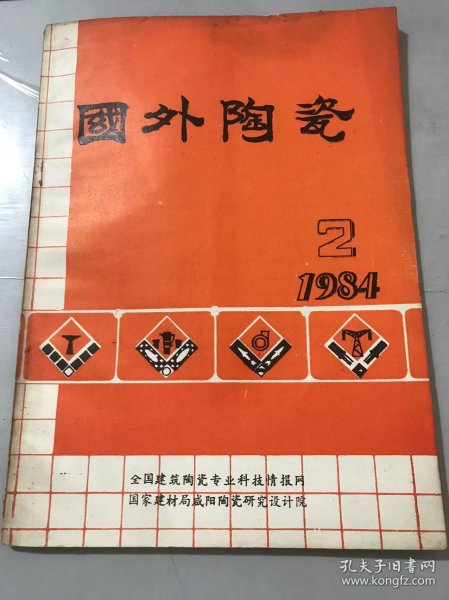 國外陶瓷
2
1984
全国建筑陶瓷专业科技情报网
国家建材局咸阳陶瓷研究设计院
孔夫子旧书网
www.kongfz.com